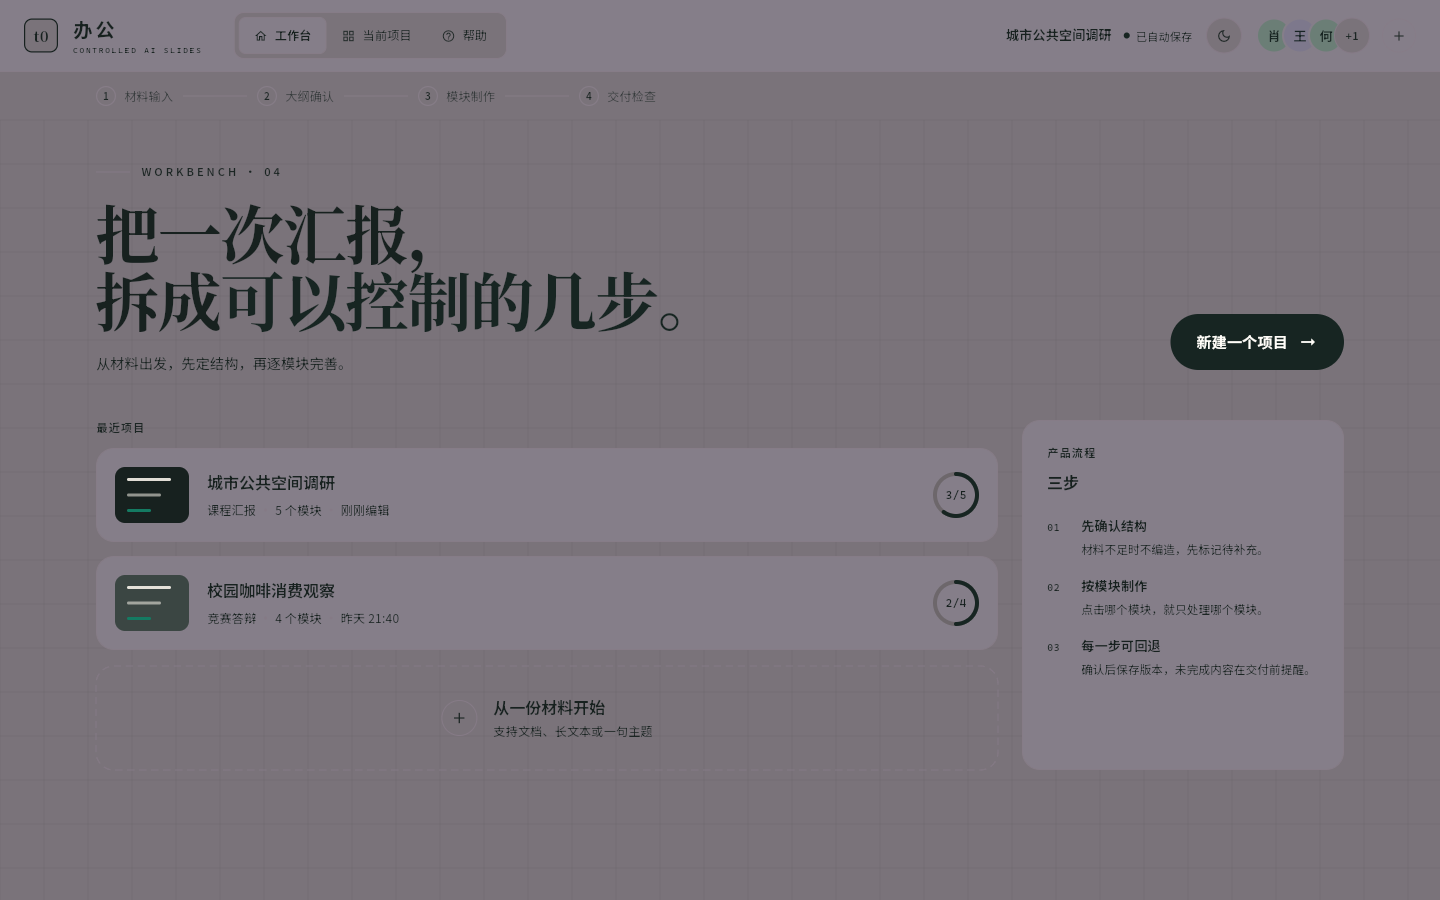 t0
办公
CONTROLLED AI SLIDES
工作台
当前项目
帮助
城市公共空间调研
已自动保存
肖
王
何
+1
1 材料输入
2 大纲确认
3 模块制作
4 交付检查
WORKBENCH · 04
把一次汇报，
拆成可以控制的几步。
从材料出发，先定结构，再逐模块完善。
新建一个项目 →
最近项目
城市公共空间调研
课程汇报 5 个模块 刚刚编辑
3/5
校园咖啡消费观察
竞赛答辩 4 个模块 昨天 21:40
2/4
从一份材料开始
支持文档、长文本或一句主题
产品流程
三步
01 先确认结构
材料不足时不编造，先标记待补充。
02 按模块制作
点击哪个模块，就只处理哪个模块。
03 每一步可回退
确认后保存版本，未完成内容在交付前提醒。